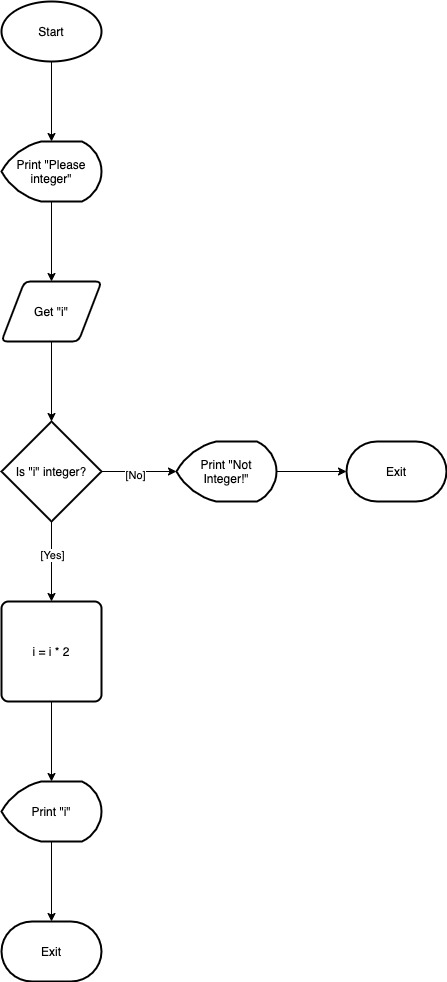 Start
Print "Please
integer"
Get "i"
Is "i" integer?
[No]
Print "Not
Integer!"
Exit
[Yes]
i = i * 2
Print "i"
Exit